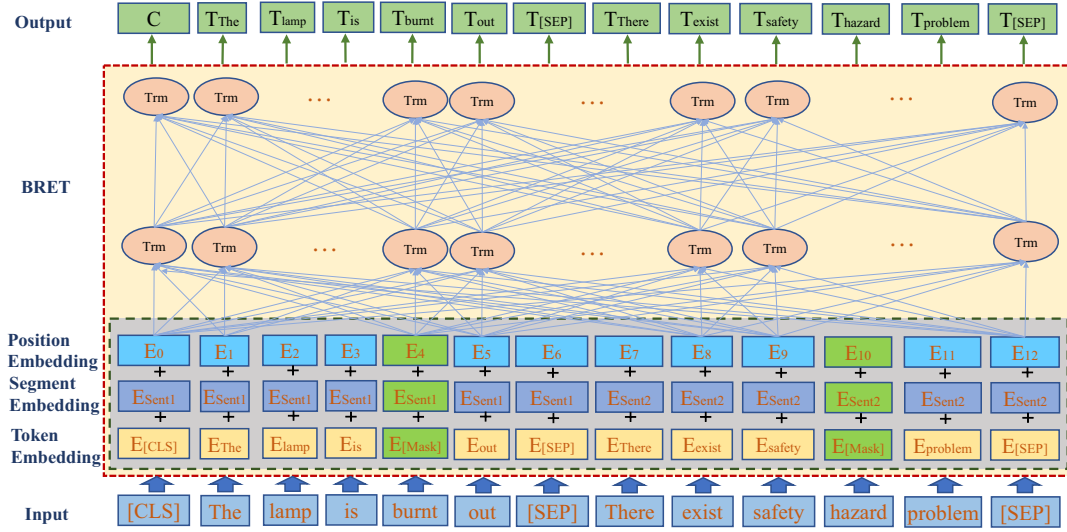 Output C T_The T_lamp T_is T_burnt T_out T_[SEP] T_There T_exist T_safety T_hazard T_problem T_[SEP]
Trm Trm ... Trm Trm ... Trm Trm ... Trm
BRET
Trm Trm ... Trm Trm ... Trm Trm ... Trm
Position Embedding E0 E1 E2 E3 E4 E5 E6 E7 E8 E9 E10 E11 E12
+ + + + + + + + + + + + +
Segment Embedding ESent1 ESent1 ESent1 ESent1 ESent1 ESent1 ESent1 ESent2 ESent2 ESent2 ESent2 ESent2 ESent2
+ + + + + + + + + + + + +
Token Embedding E[CLS] EThe Elamp Eis E[Mask] Eout E[SEP] EThere Eexist Esafety E[Mask] Eproblem E[SEP]
Input [CLS] The lamp is burnt out [SEP] There exist safety hazard problem [SEP]